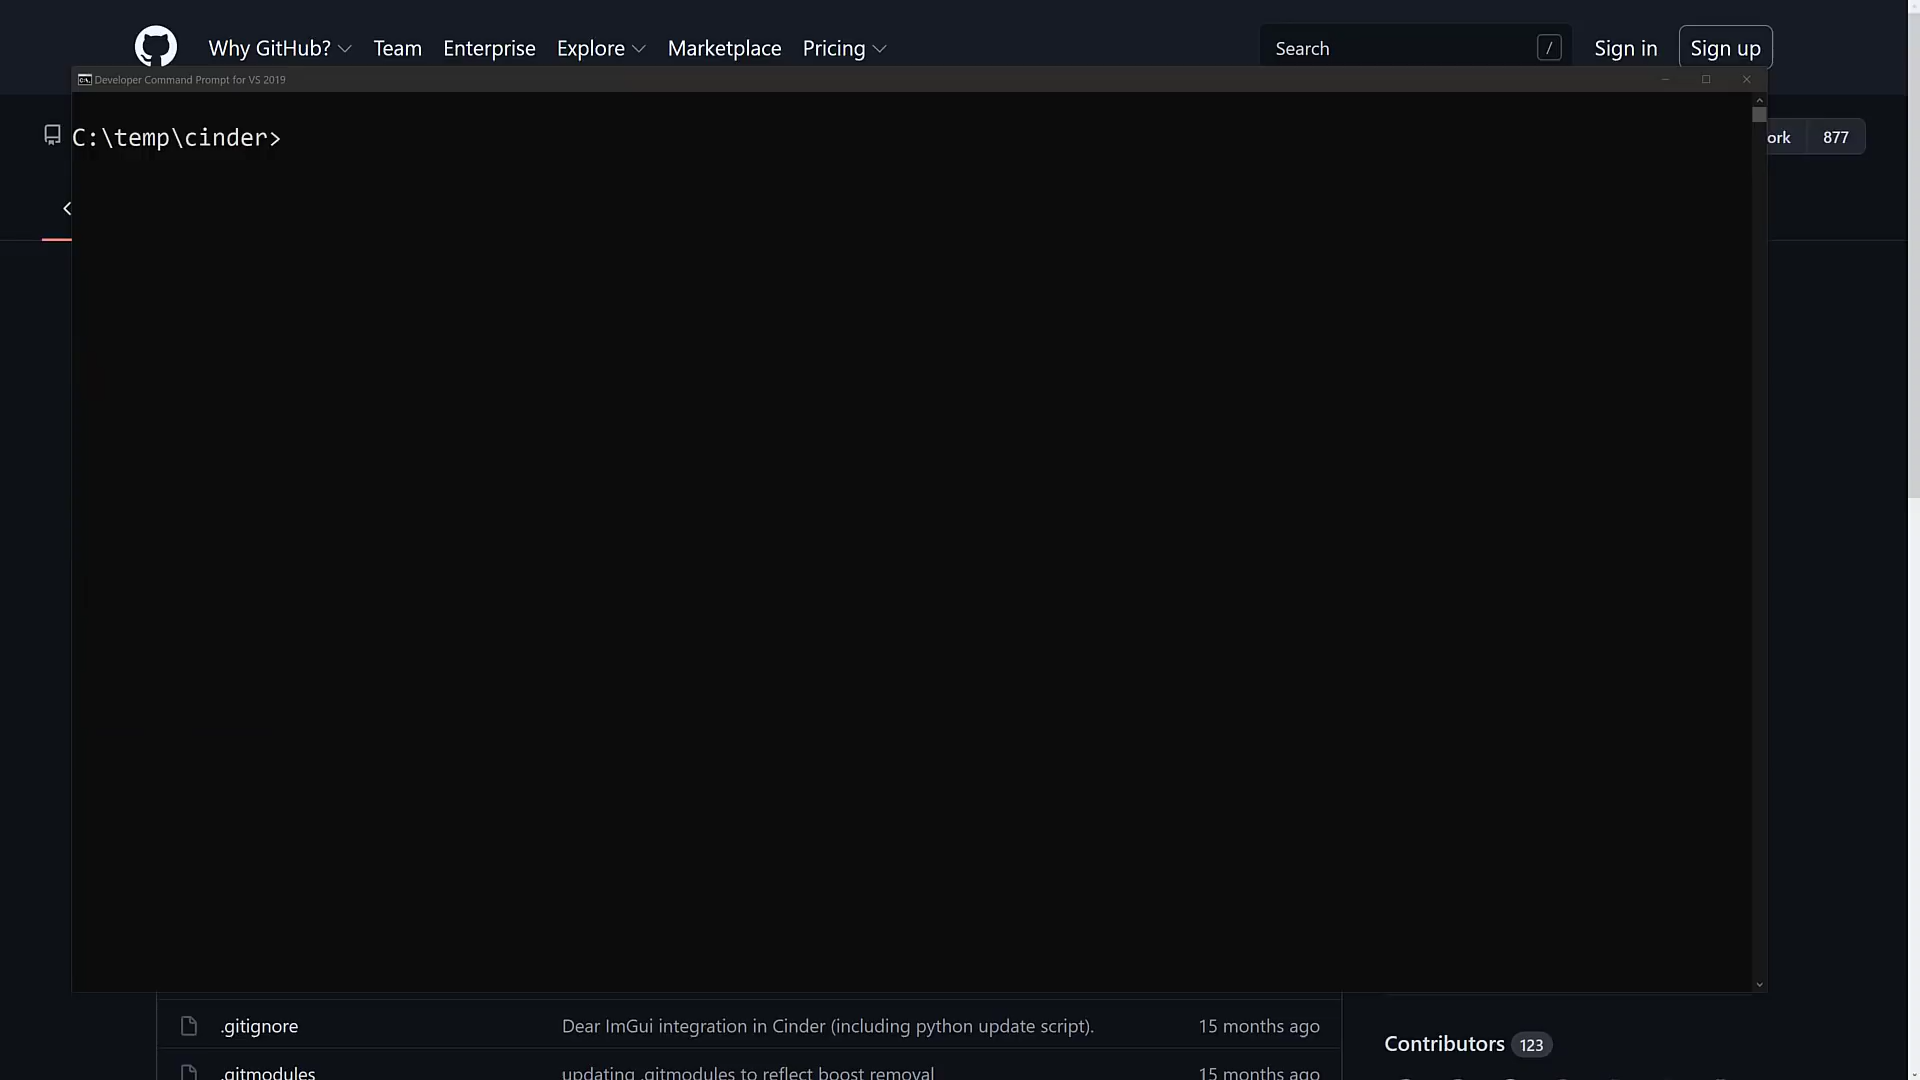 Why GitHub? Team Enterprise Explore Marketplace Pricing Search / Sign in Sign up
Developer Command Prompt for VS 2019
C:\temp\cinder>
ork 877
.gitignore Dear ImGui integration in Cinder (including python update script). 15 months ago
Contributors 123
.gitmodules updating .gitmodules to reflect boost removal 15 months ago